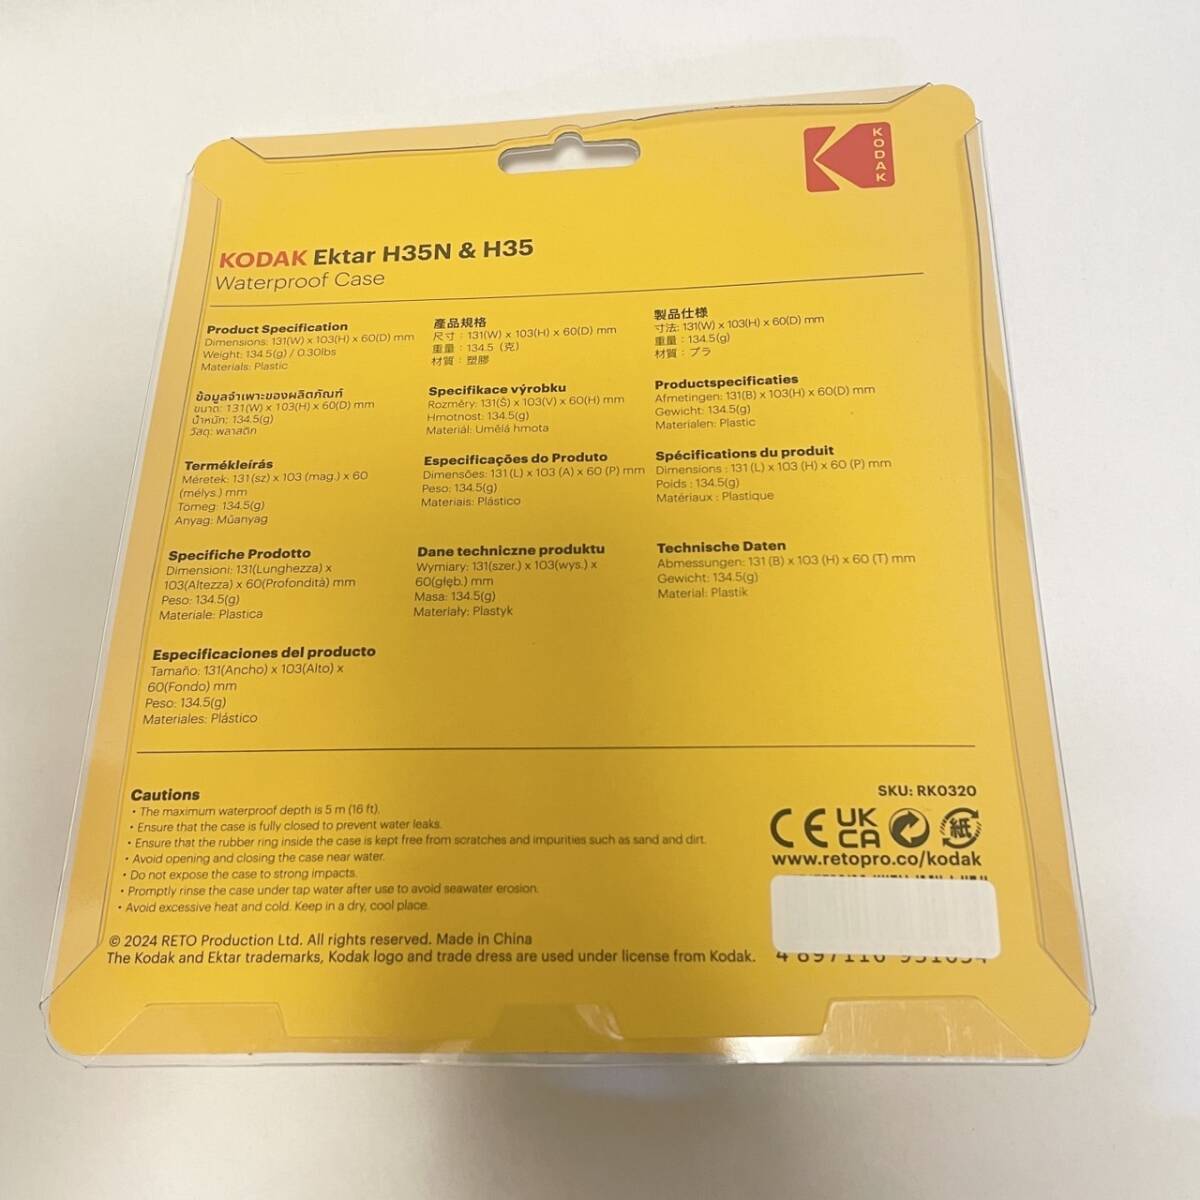 KODAK
KODAK Ektar H35N & H35
Waterproof Case
Product Specification
Dimensions: 131(W) x 103(H) x 60(D) mm
Weight: 134.5(g) / 0.30lbs
Materials: Plastic
產品規格
尺寸：131(W) x 103(H) x 60(D) mm
重量：134.5（克）
材質：塑膠
製品仕様
寸法: 131(W) x 103(H) x 60(D) mm
重量：134.5(g)
材質：プラ
ข้อมูลจำเพาะของผลิตภัณฑ์
ขนาด: 131(W) x 103(H) x 60(D) mm
น้ำหนัก: 134.5(g)
วัสดุ: พลาสติก
Specifikace výrobku
Rozměry: 131(Š) x 103(V) x 60(H) mm
Hmotnost: 134.5(g)
Materiál: Umělá hmota
Productspecificaties
Afmetingen: 131(B) x 103(H) x 60(D) mm
Gewicht: 134.5(g)
Materialen: Plastic
Termékleírás
Méretek: 131(sz) x 103 (mag.) x 60
(mélys.) mm
Tomeg: 134.5(g)
Anyag: Műanyag
Especificações do Produto
Dimensões: 131 (L) x 103 (A) x 60 (P) mm
Peso: 134.5(g)
Materiais: Plástico
Spécifications du produit
Dimensions : 131 (L) x 103 (H) x 60 (P) mm
Poids : 134.5(g)
Matériaux : Plastique
Specifiche Prodotto
Dimensioni: 131(Lunghezza) x
103(Altezza) x 60(Profondità) mm
Peso: 134.5(g)
Materiale: Plastica
Dane techniczne produktu
Wymiary: 131(szer.) x 103(wys.) x
60(głęb.) mm
Masa: 134.5(g)
Materiały: Plastyk
Technische Daten
Abmessungen: 131 (B) x 103 (H) x 60 (T) mm
Gewicht: 134.5(g)
Material: Plastik
Especificaciones del producto
Tamaño: 131(Ancho) x 103(Alto) x
60(Fondo) mm
Peso: 134.5(g)
Materiales: Plástico
Cautions
• The maximum waterproof depth is 5 m (16 ft).
• Ensure that the case is fully closed to prevent water leaks.
• Ensure that the rubber ring inside the case is kept free from scratches and impurities such as sand and dirt.
• Avoid opening and closing the case near water.
• Do not expose the case to strong impacts.
• Promptly rinse the case under tap water after use to avoid seawater erosion.
• Avoid excessive heat and cold. Keep in a dry, cool place.
© 2024 RETO Production Ltd. All rights reserved. Made in China
The Kodak and Ektar trademarks, Kodak logo and trade dress are used under license from Kodak.
SKU: RK0320
CE UK CA 紙
www.retopro.co/kodak